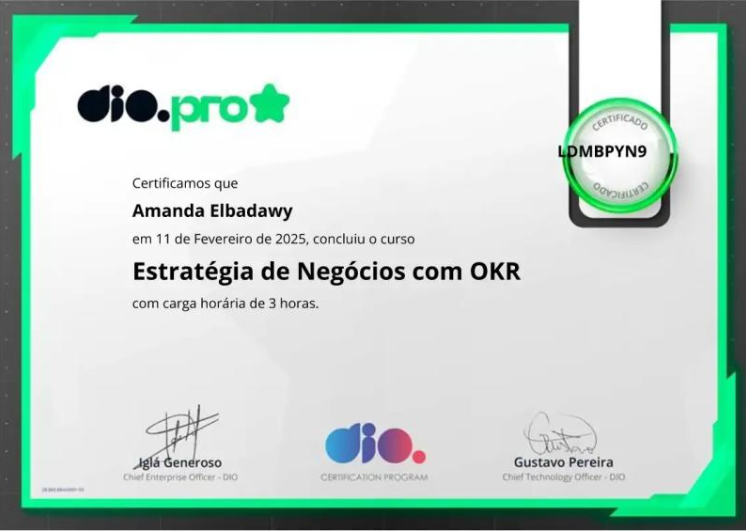 dio.pro
CERTIFICADO
LDMBPYN9
CERTIFICADO
Certificamos que
Amanda Elbadawy
em 11 de Fevereiro de 2025, concluiu o curso
Estratégia de Negócios com OKR
com carga horária de 3 horas.
Iglá Generoso
Chief Enterprise Officer - DIO
dio.
CERTIFICATION PROGRAM
Gustavo Pereira
Chief Technology Officer - DIO